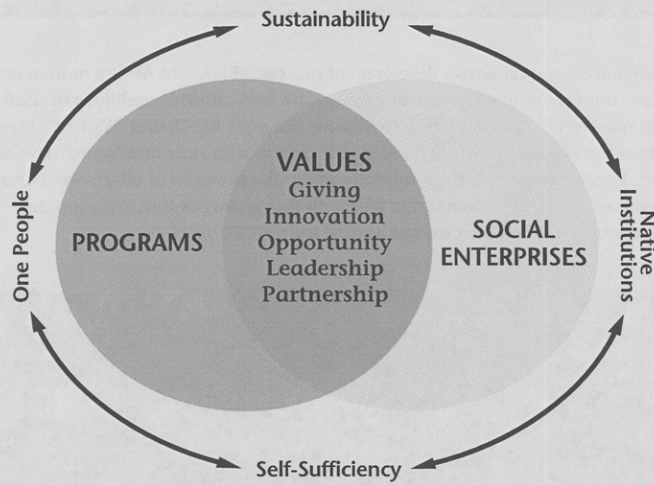 Sustainability
One People
PROGRAMS
VALUES
Giving
Innovation
Opportunity
Leadership
Partnership
SOCIAL
ENTERPRISES
Native
Institutions
Self-Sufficiency